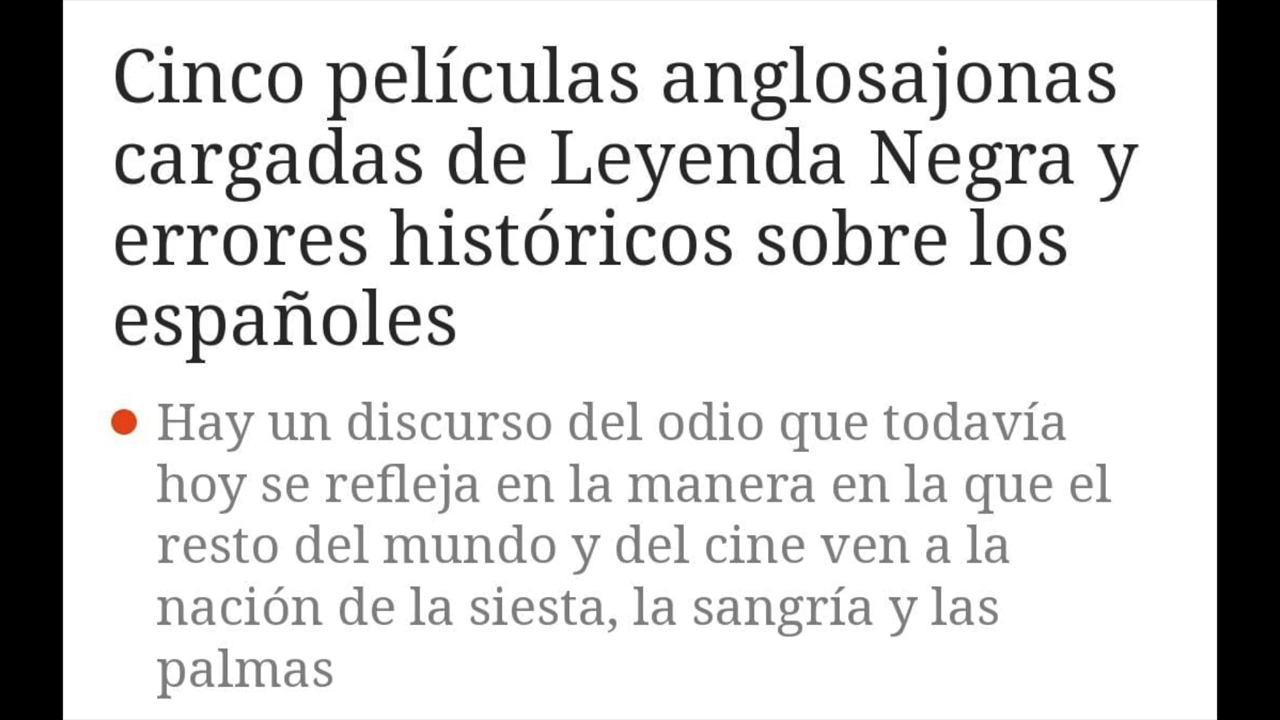 Cinco películas anglosajonas
cargadas de Leyenda Negra y
errores históricos sobre los
españoles
Hay un discurso del odio que todavía
hoy se refleja en la manera en la que el
resto del mundo y del cine ven a la
nación de la siesta, la sangría y las
palmas